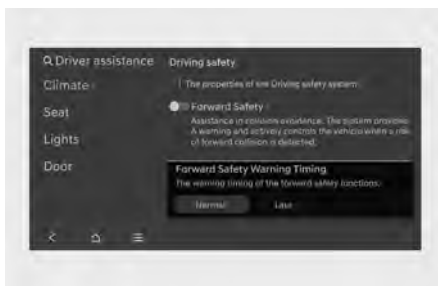 Driver assistance
Climate
Seat
Lights
Door
Driving safety
The properties of the Driving safety system.
Forward Safety
Assistance in collision avoidance. The system provides
A warning and actively controls the vehicle when a risk
of forward collision is detected.
Forward Safety Warning Timing
The warning timing of the forward safety functions.
Normal
Late